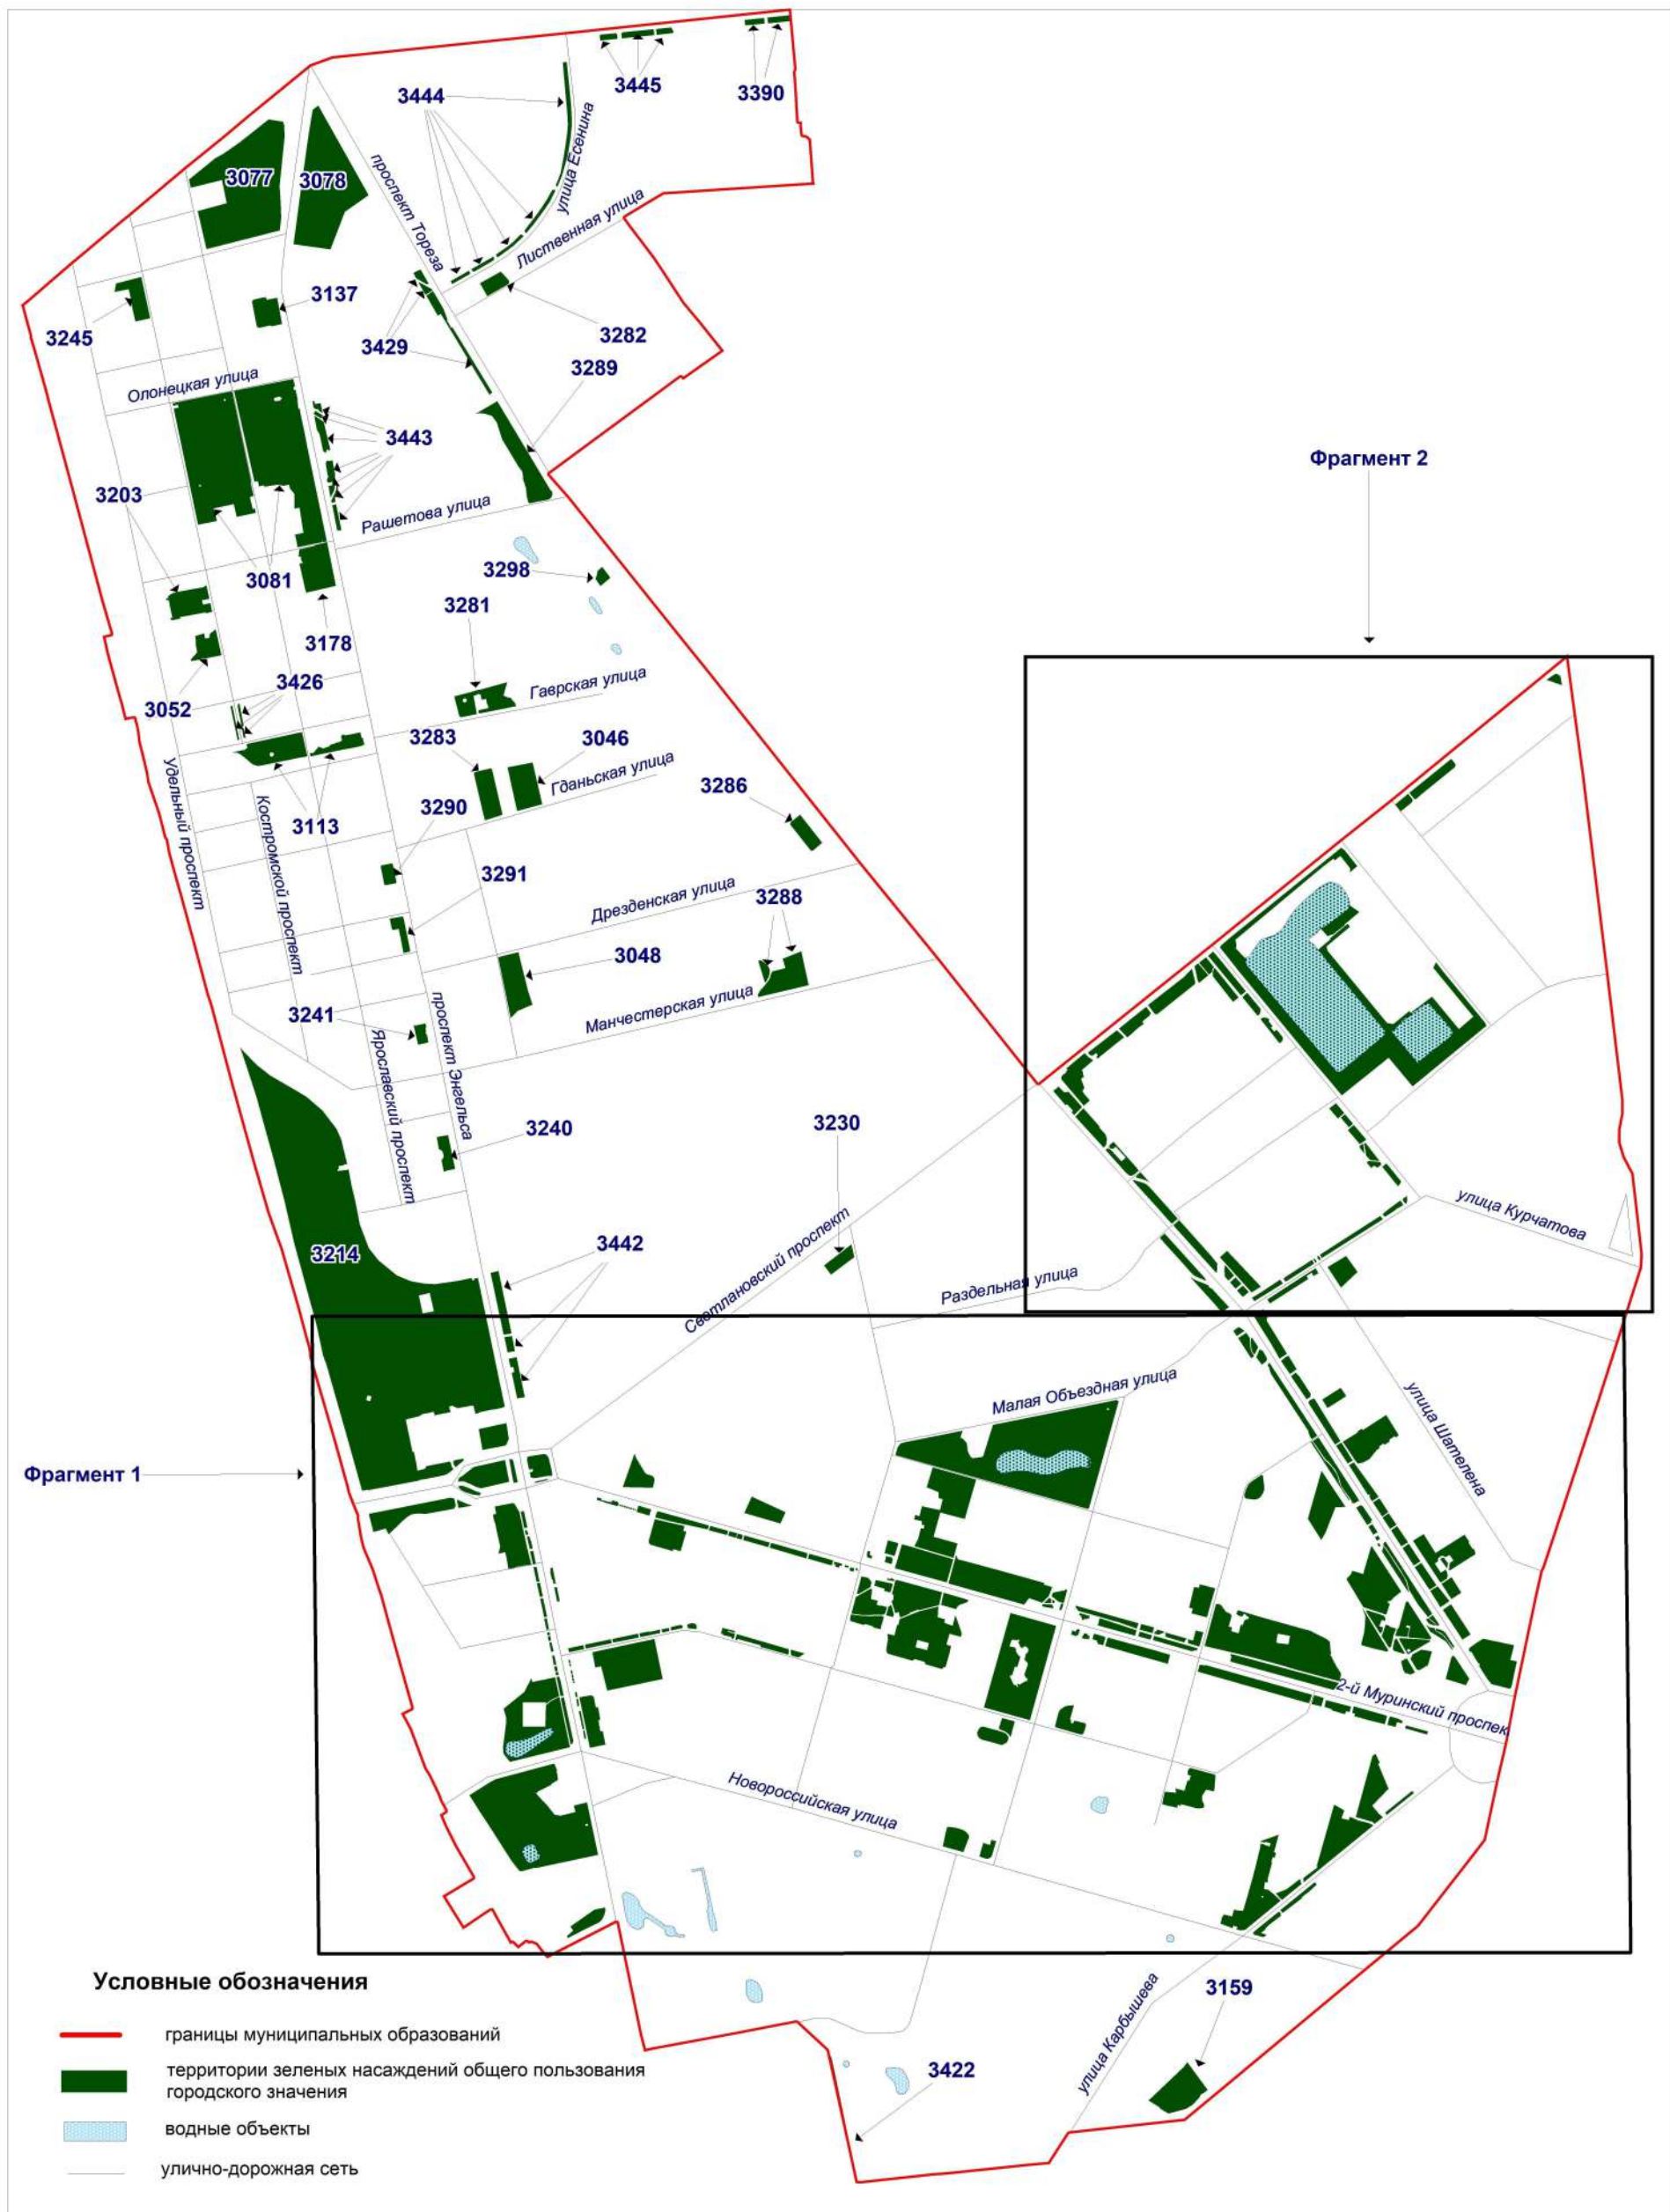 3445
3390
3444
улица Есенина
3077
3078
проспект Тореза
Лиственная улица
3137
3245
3429
3282
3289
Олонецкая улица
3443
Фрагмент 2
3203
Рашетова улица
3081
3298
3281
3178
3426
Гаврская улица
3052
3283
3046
Удельный проспект
Гданьская улица
3286
Костромской проспект
3113
3290
3291
Дрезденская улица
3288
3048
Манчестерская улица
3241
Ярославский проспект
проспект Энгельса
3240
3230
улица Курчатова
3214
3442
Светлановский проспект
Раздельная улица
Малая Объездная улица
улица Шателена
Фрагмент 1
2-й Муринский проспек
Новороссийская улица
Условные обозначения
границы муниципальных образований
территории зеленых насаждений общего пользования
городского значения
водные объекты
улично-дорожная сеть
3159
улица Карбышева
3422